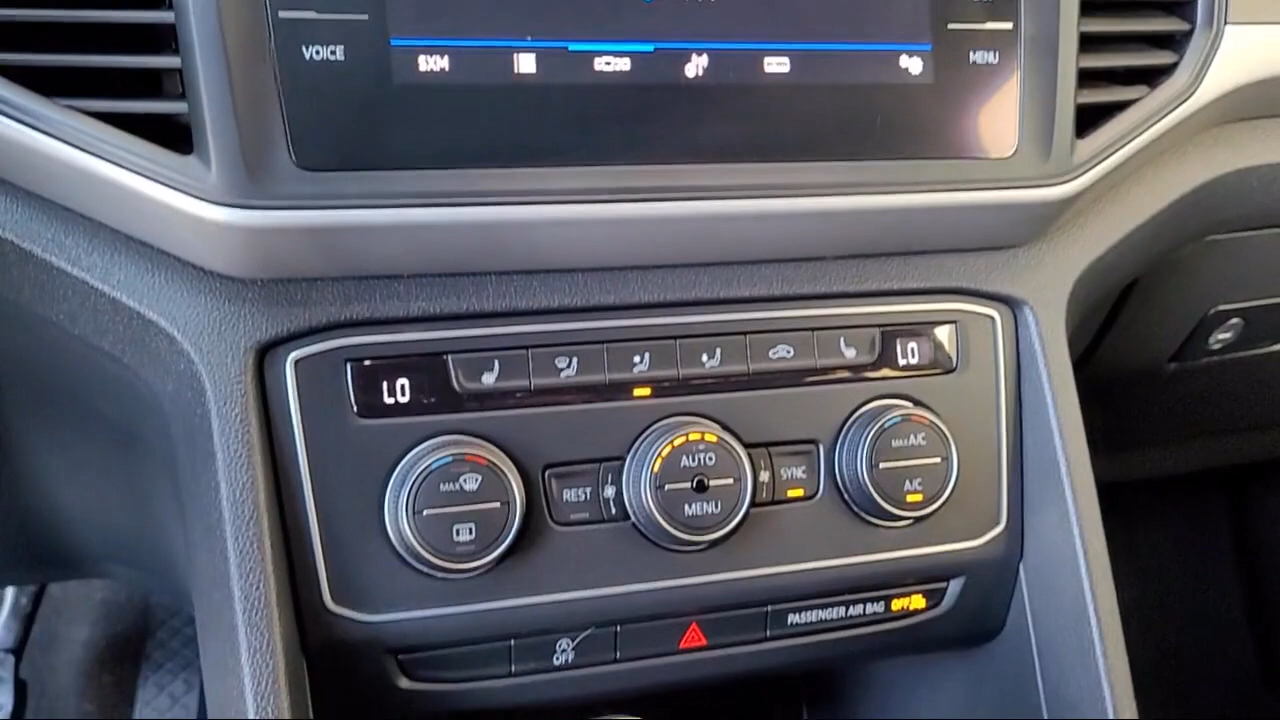 VOICE
MENU
SXM
LO
LO
MAX
REST
AUTO
MENU
SYNC
MAX A/C
A/C
OFF
PASSENGER AIR BAG OFF